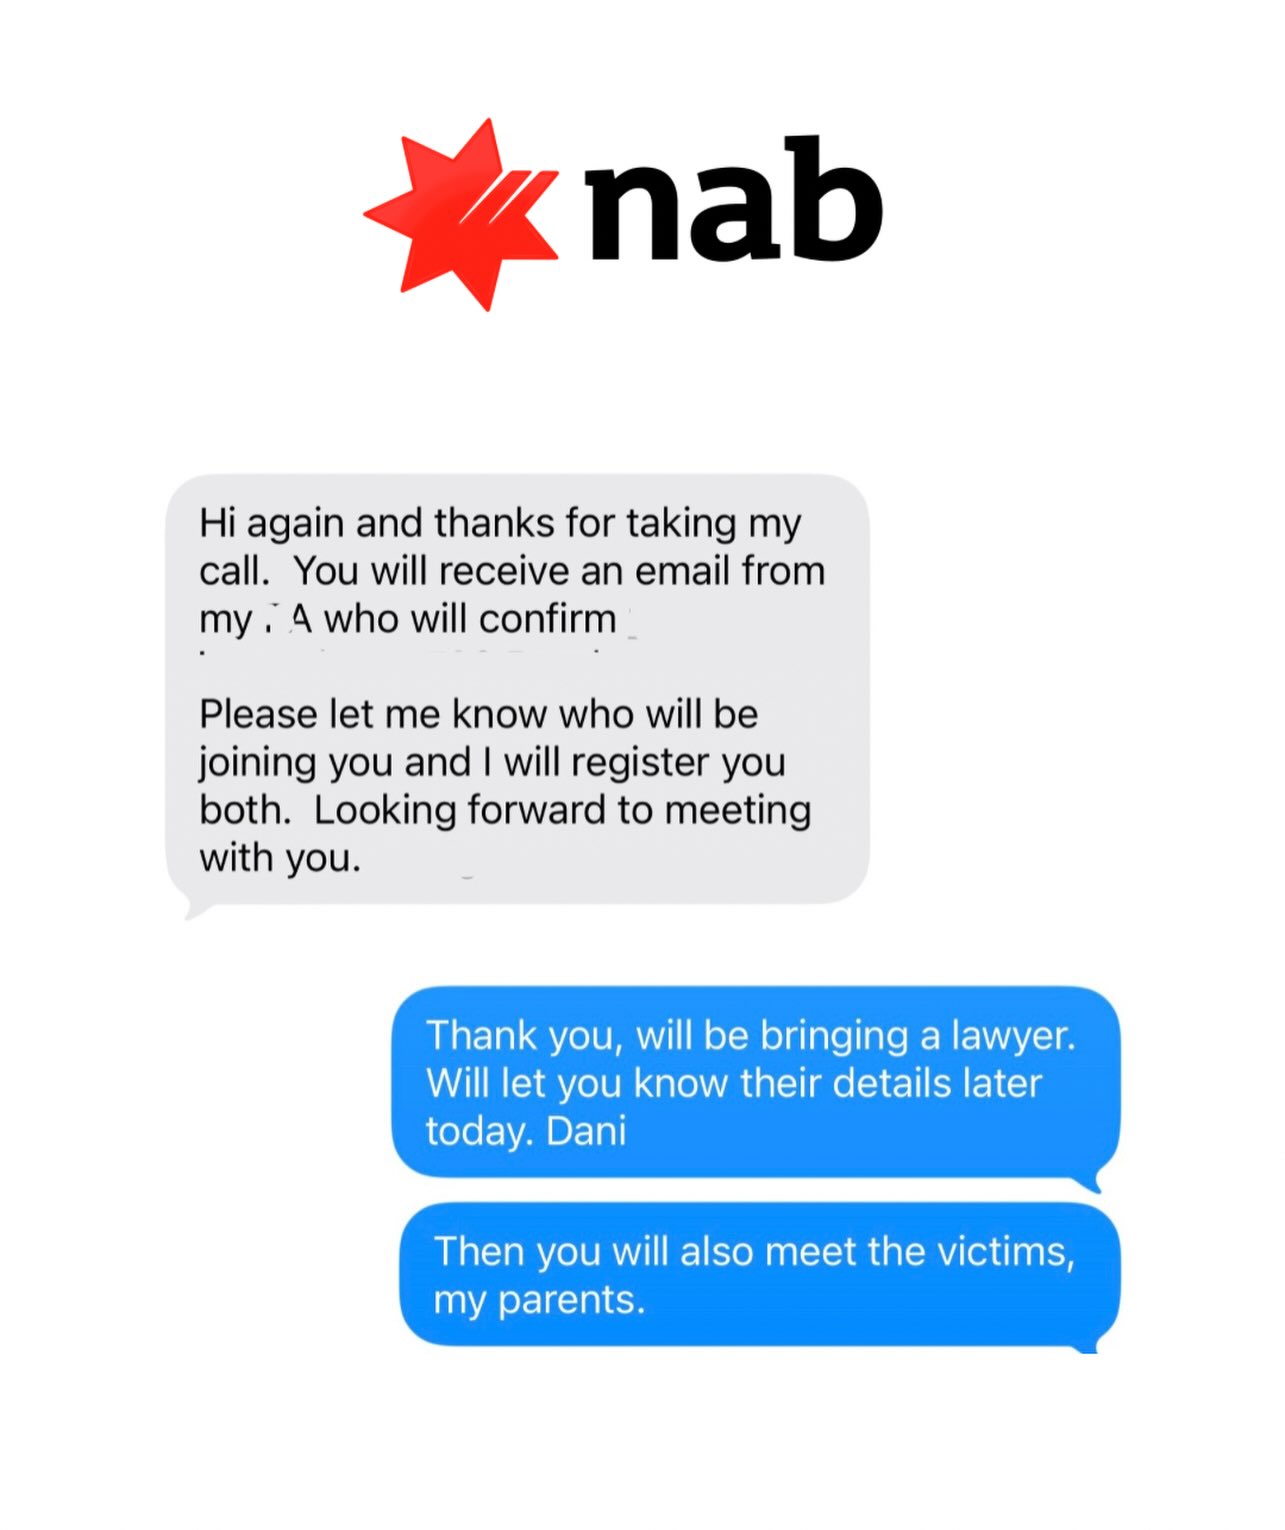 nab
Hi again and thanks for taking my
call.  You will receive an email from
my A who will confirm
Please let me know who will be
joining you and I will register you
both.  Looking forward to meeting
with you.
Thank you, will be bringing a lawyer.
Will let you know their details later
today. Dani
Then you will also meet the victims,
my parents.